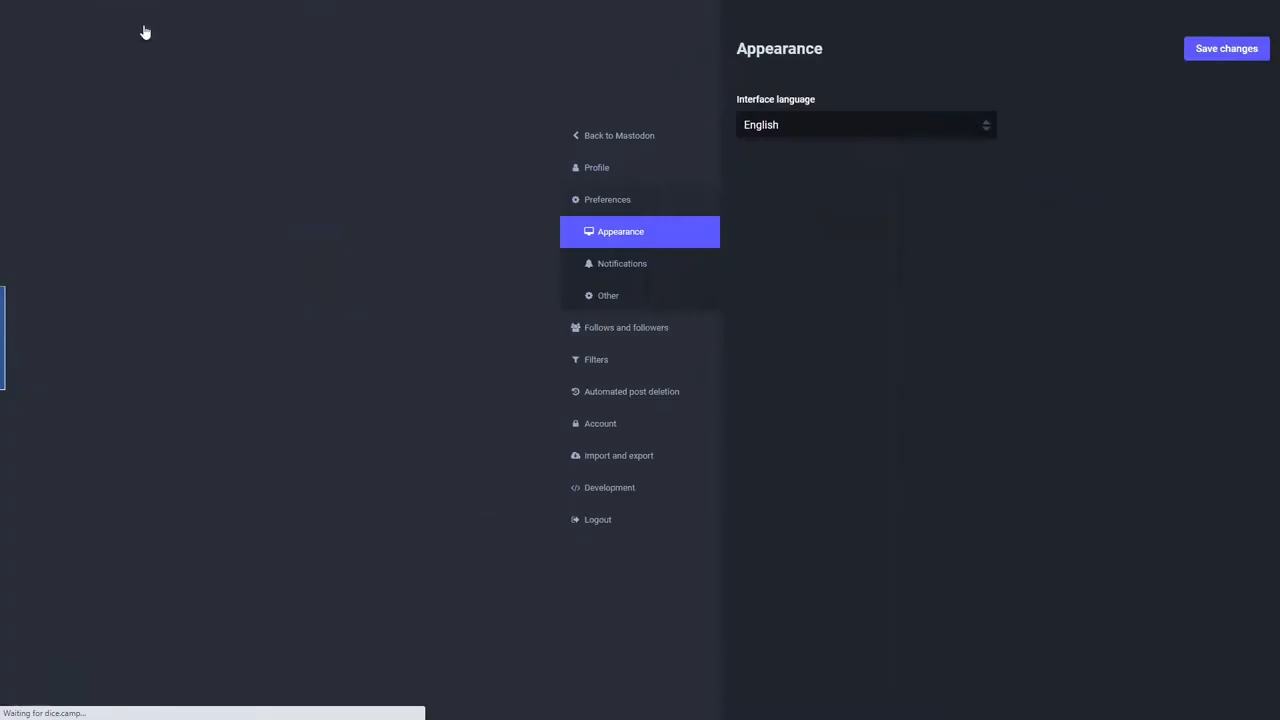 Appearance
Save changes
Interface language
English
Back to Mastodon
Profile
Preferences
Appearance
Notifications
Other
Follows and followers
Filters
Automated post deletion
Account
Import and export
Development
Logout
Waiting for dice.camp...